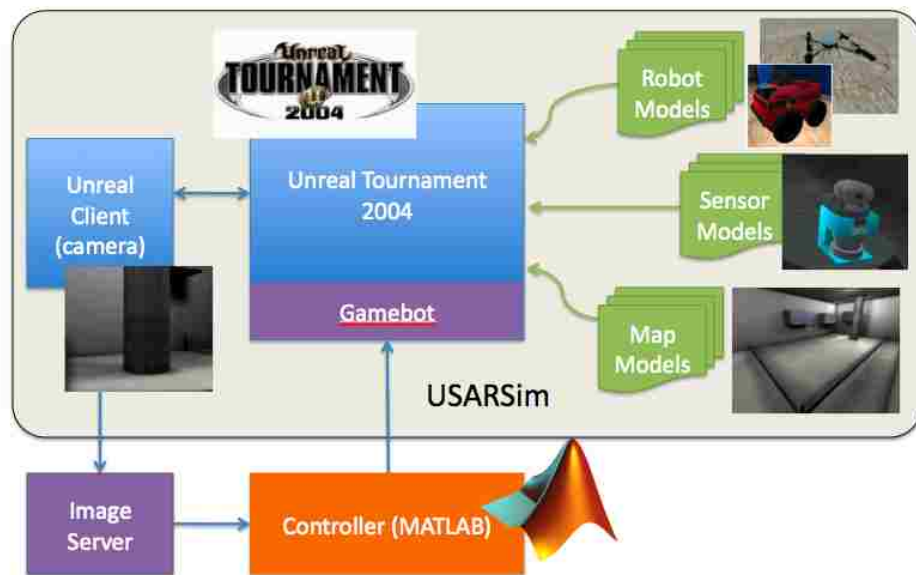 Unreal
TOURNAMENT
2004
Robot
Models
Unreal
Client
(camera)
Unreal Tournament
2004
Sensor
Models
Gamebot
Map
Models
USARSim
Image
Server
Controller (MATLAB)